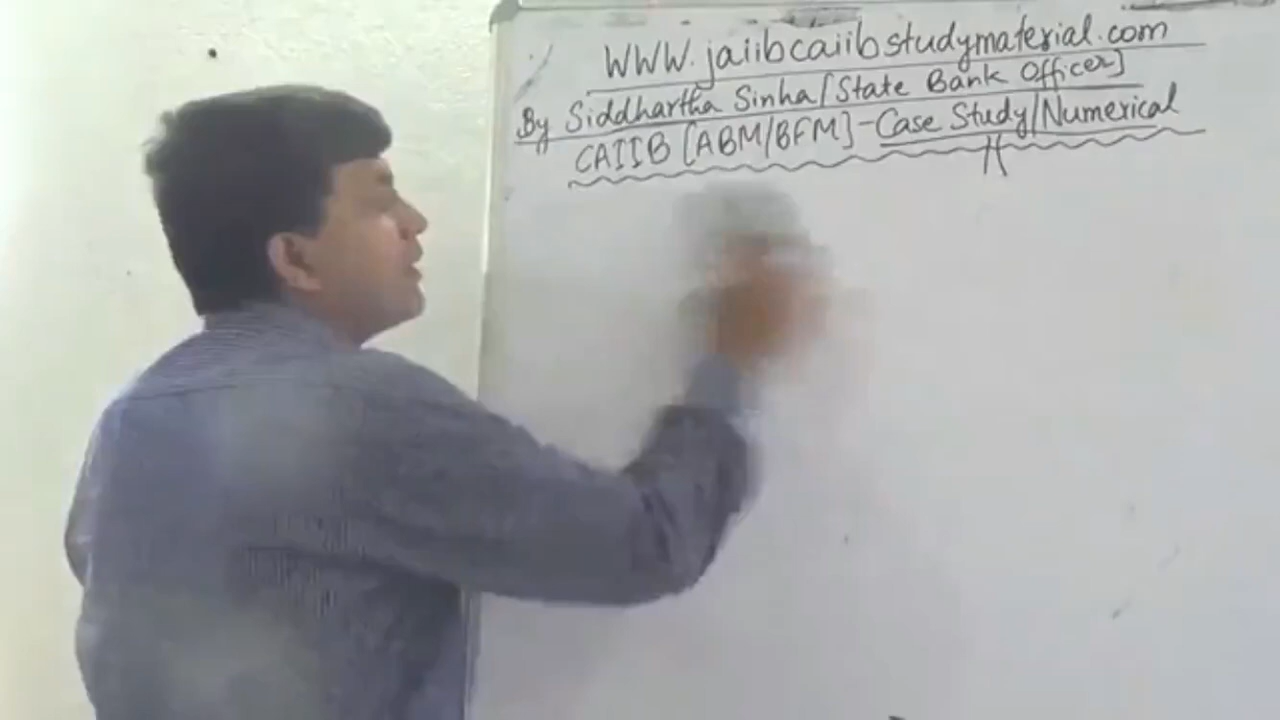 WWW.jaiibcaiibstudymaterial.com
By Siddhartha Sinha [State Bank Officer]
CAIIB [ABM/BFM] - Case Study/Numerical